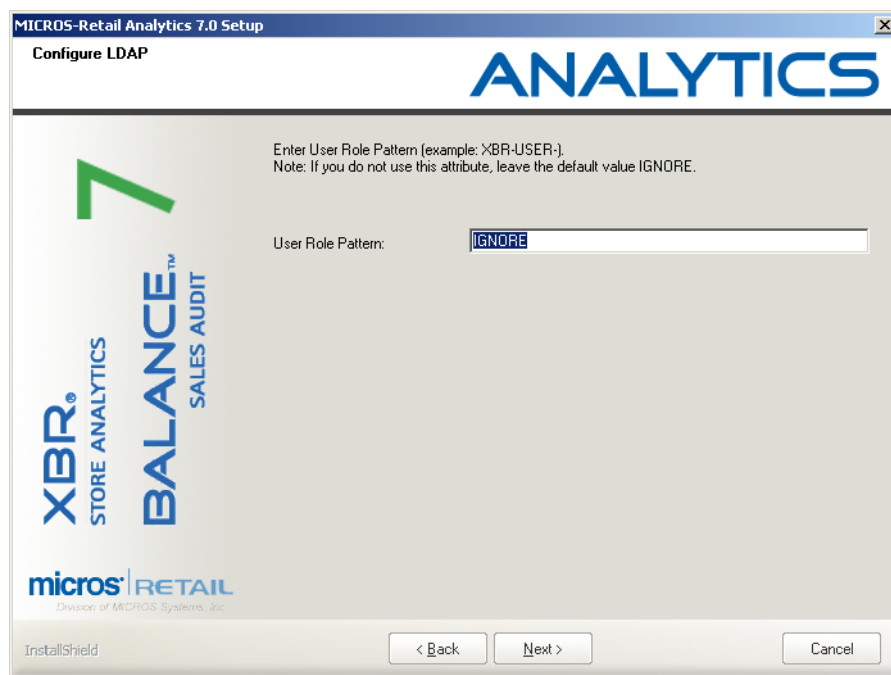 MICROS-Retail Analytics 7.0 Setup
Configure LDAP
ANALYTICS
Enter User Role Pattern (example: XBR-USER-).
Note: If you do not use this attribute, leave the default value IGNORE.
User Role Pattern:
IGNORE
7
XBR®
STORE ANALYTICS
BALANCE™
SALES AUDIT
micros® RETAIL
Division of MICROS Systems, Inc
InstallShield
< Back
Next >
Cancel